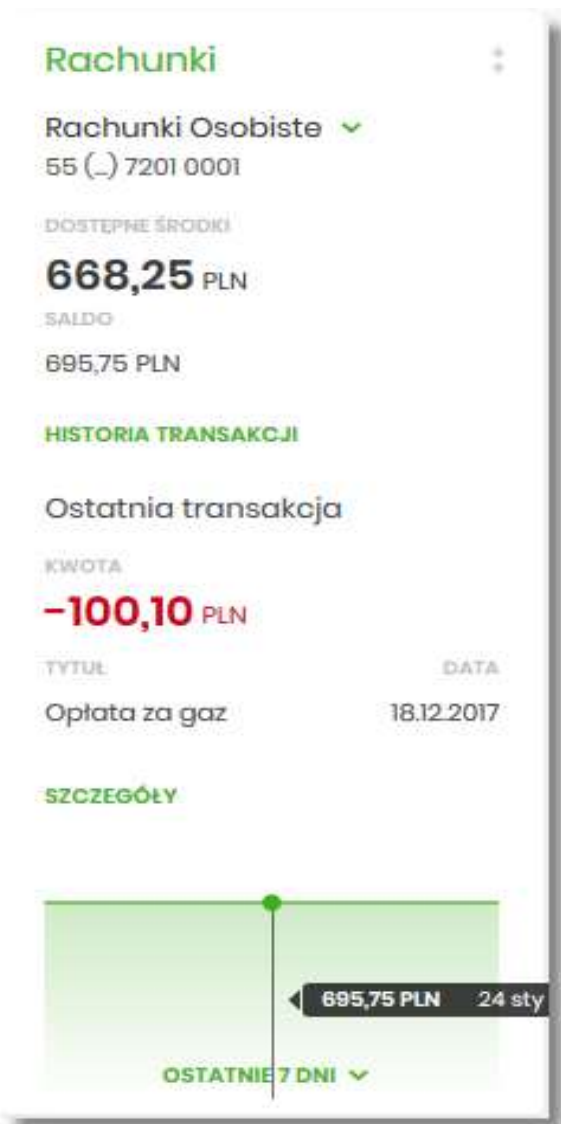 Rachunki
Rachunki Osobiste
55 (...) 7201 0001
DOSTĘPNE ŚRODKI
668,25 PLN
SALDO
695,75 PLN
HISTORIA TRANSAKCJI
Ostatnia transakcja
KWOTA
-100,10 PLN
TYTUŁ DATA
Opłata za gaz 18.12.2017
SZCZEGÓŁY
695,75 PLN 24 sty
OSTATNIE 7 DNI